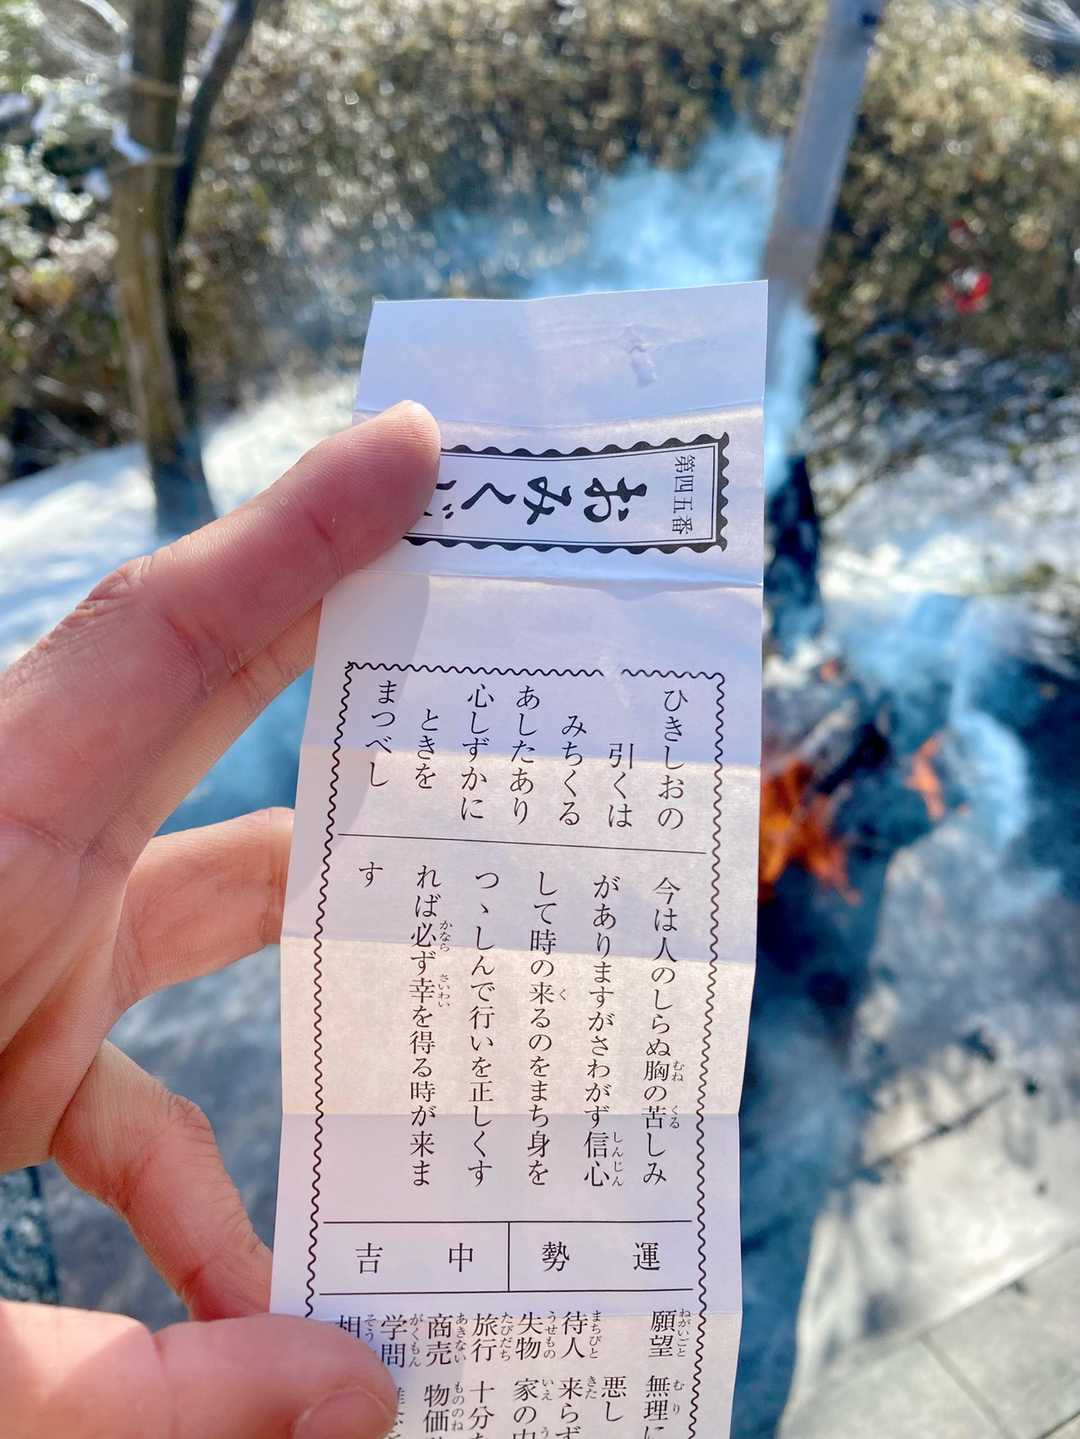 第四五番
おみく
ひきしおの
引くは
みちくる
あしたあり
心しずかに
ときを
まつべし
今は人のしらぬ胸の苦しみ
がありますがさわがず信心
して時の来るのをまち身を
つゝしんで行いを正しくす
れば必ず幸を得る時が来ま
す
運勢
中吉
願望 無理に
悪し
待人 来らず
失物 家の内
旅行 十分
商売 物価
学問